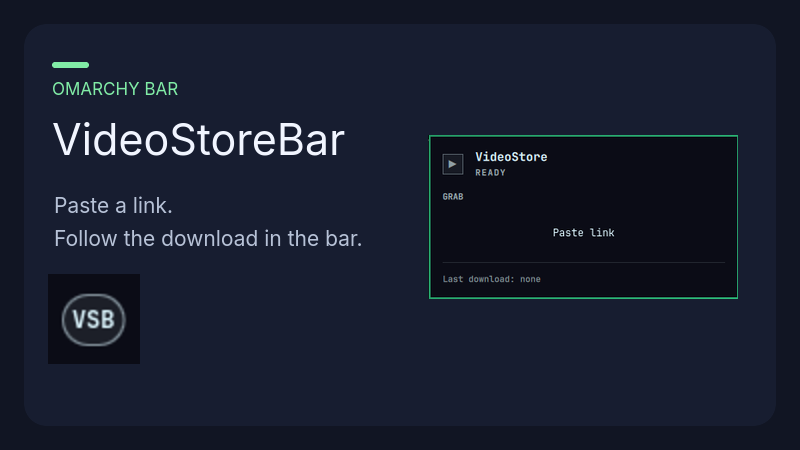 OMARCHY BAR
VideoStoreBar
Paste a link.
Follow the download in the bar.
VSB
VideoStore
READY
GRAB
Paste link
Last download: none